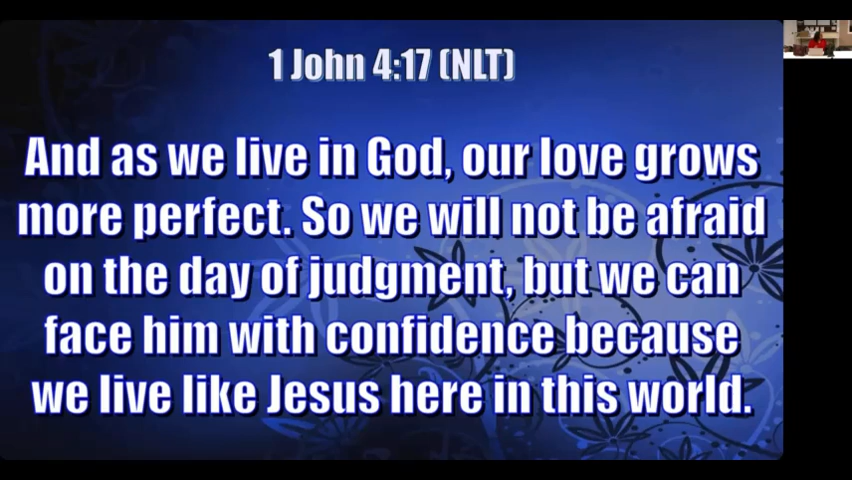 1 John 4:17 (NLT)
And as we live in God, our love grows
more perfect. So we will not be afraid
on the day of judgment, but we can
face him with confidence because
we live like Jesus here in this world.